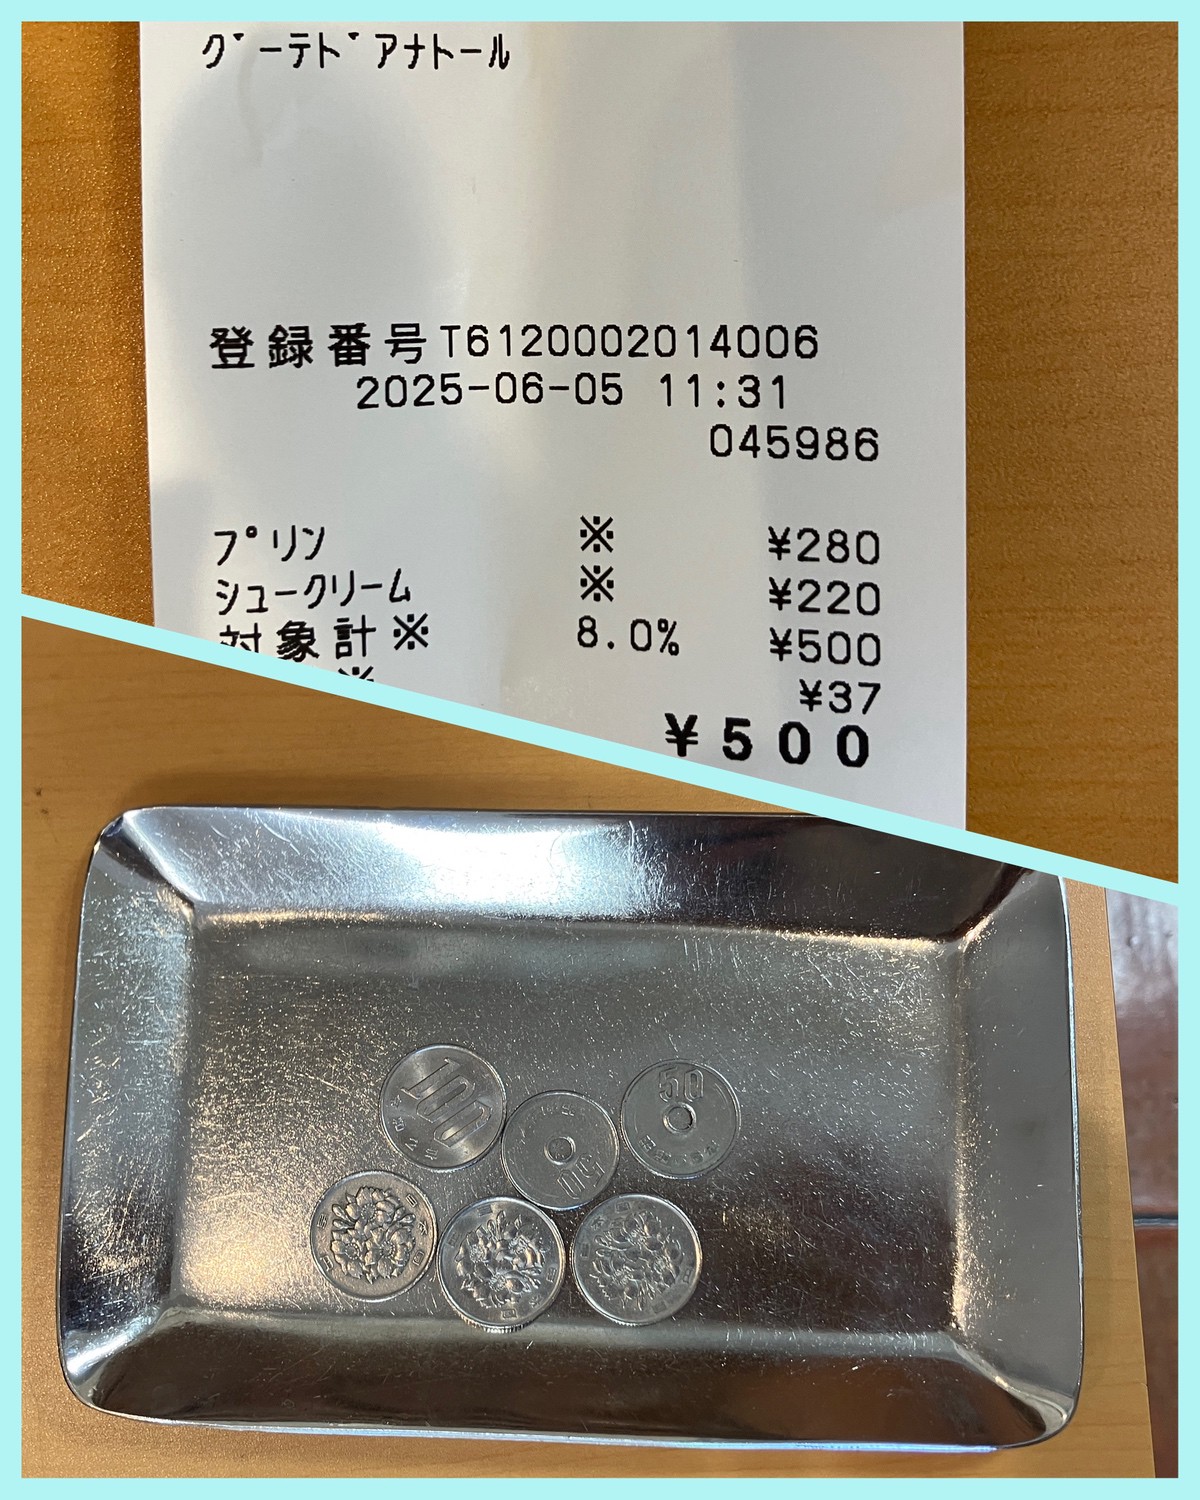 グーテドアナトール
登録番号T6120002014006
2025-06-05 11:31
045986
プリン ※ ¥280
シュークリーム ※ ¥220
対象計※ 8.0% ¥500
※ ¥37
¥500
100
50
50